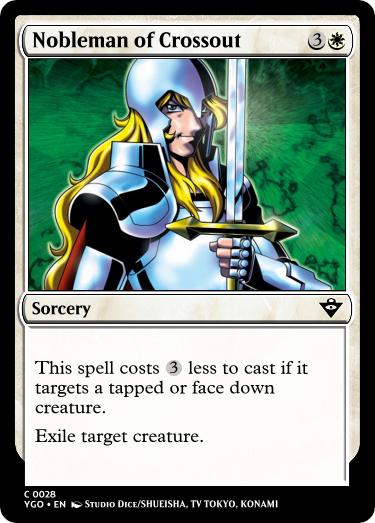 Nobleman of Crossout 3
Sorcery
This spell costs 3 less to cast if it
targets a tapped or face down
creature.
Exile target creature.
C 0028
YGO • EN Studio Dice/SHUEISHA, TV TOKYO, KONAMI